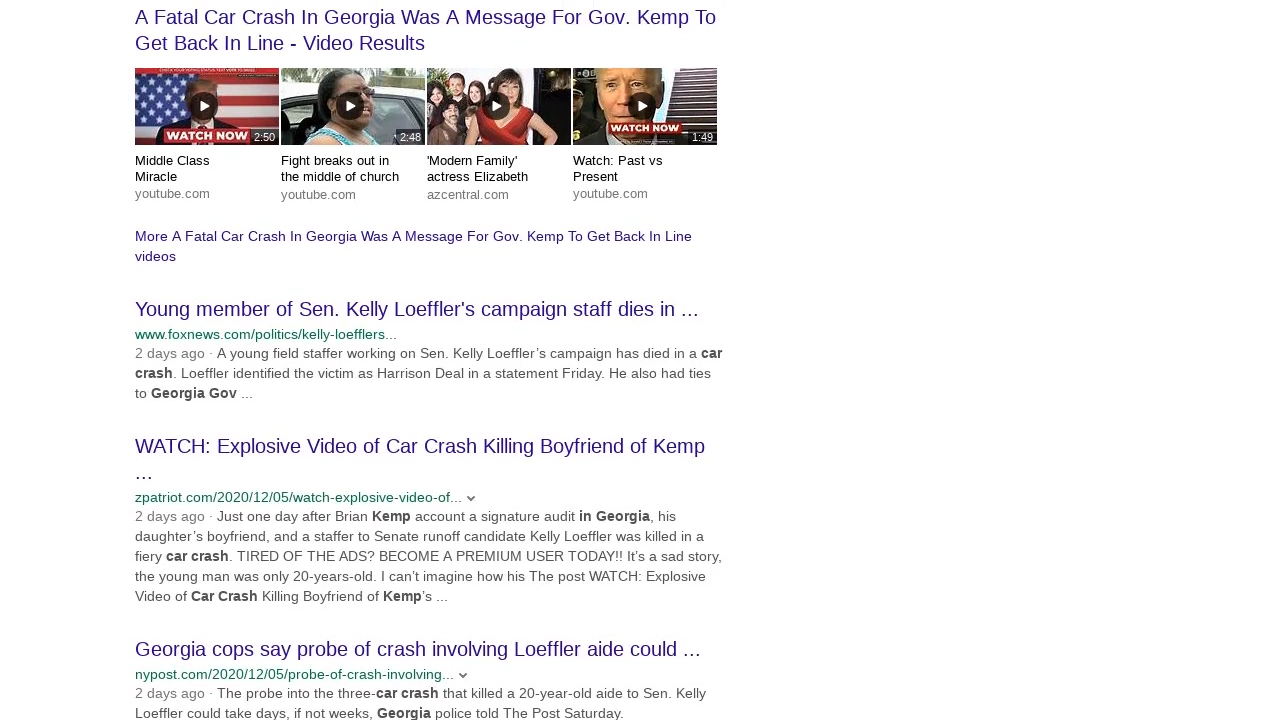 A Fatal Car Crash In Georgia Was A Message For Gov. Kemp To
Get Back In Line - Video Results
WATCH NOW 2:50
2:48
WATCH NOW 1:49
Middle Class
Miracle
youtube.com
Fight breaks out in
the middle of church
youtube.com
'Modern Family'
actress Elizabeth
azcentral.com
Watch: Past vs
Present
youtube.com
More A Fatal Car Crash In Georgia Was A Message For Gov. Kemp To Get Back In Line
videos
Young member of Sen. Kelly Loeffler's campaign staff dies in ...
www.foxnews.com/politics/kelly-loefflers...
2 days ago · A young field staffer working on Sen. Kelly Loeffler’s campaign has died in a car
crash. Loeffler identified the victim as Harrison Deal in a statement Friday. He also had ties
to Georgia Gov ...
WATCH: Explosive Video of Car Crash Killing Boyfriend of Kemp
...
zpatriot.com/2020/12/05/watch-explosive-video-of...
2 days ago · Just one day after Brian Kemp account a signature audit in Georgia, his
daughter’s boyfriend, and a staffer to Senate runoff candidate Kelly Loeffler was killed in a
fiery car crash. TIRED OF THE ADS? BECOME A PREMIUM USER TODAY!! It’s a sad story,
the young man was only 20-years-old. I can’t imagine how his The post WATCH: Explosive
Video of Car Crash Killing Boyfriend of Kemp’s ...
Georgia cops say probe of crash involving Loeffler aide could ...
nypost.com/2020/12/05/probe-of-crash-involving...
2 days ago · The probe into the three-car crash that killed a 20-year-old aide to Sen. Kelly
Loeffler could take days, if not weeks, Georgia police told The Post Saturday.